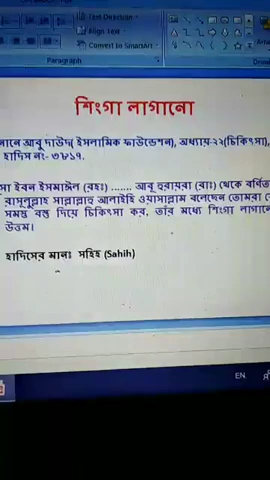 Text Direction
Align Text
Convert to SmartArt
Paragraph
শিংগা লাগানো
নানে আবু দাউদ( ইসলামিক ফাউন্ডেশন), অধ্যায়-২২(চিকিৎসা),
হাদিস নং- ৩৮১৭.
সা ইবন ইসমাঈল (রহঃ) ....... আবূ হুরায়রা (রাঃ) থেকে বর্ণিত
রাসূলুল্লাহ সাল্লাল্লাহু আলাইহি ওয়াসাল্লাম বলেছেন তোমরা
সমস্ত বস্তু দিয়ে চিকিৎসা কর, তাঁর মধ্যে শিংগা লাগানো
উত্তম।
হাদিসের মানঃ সহিহ (Sahih)
EN